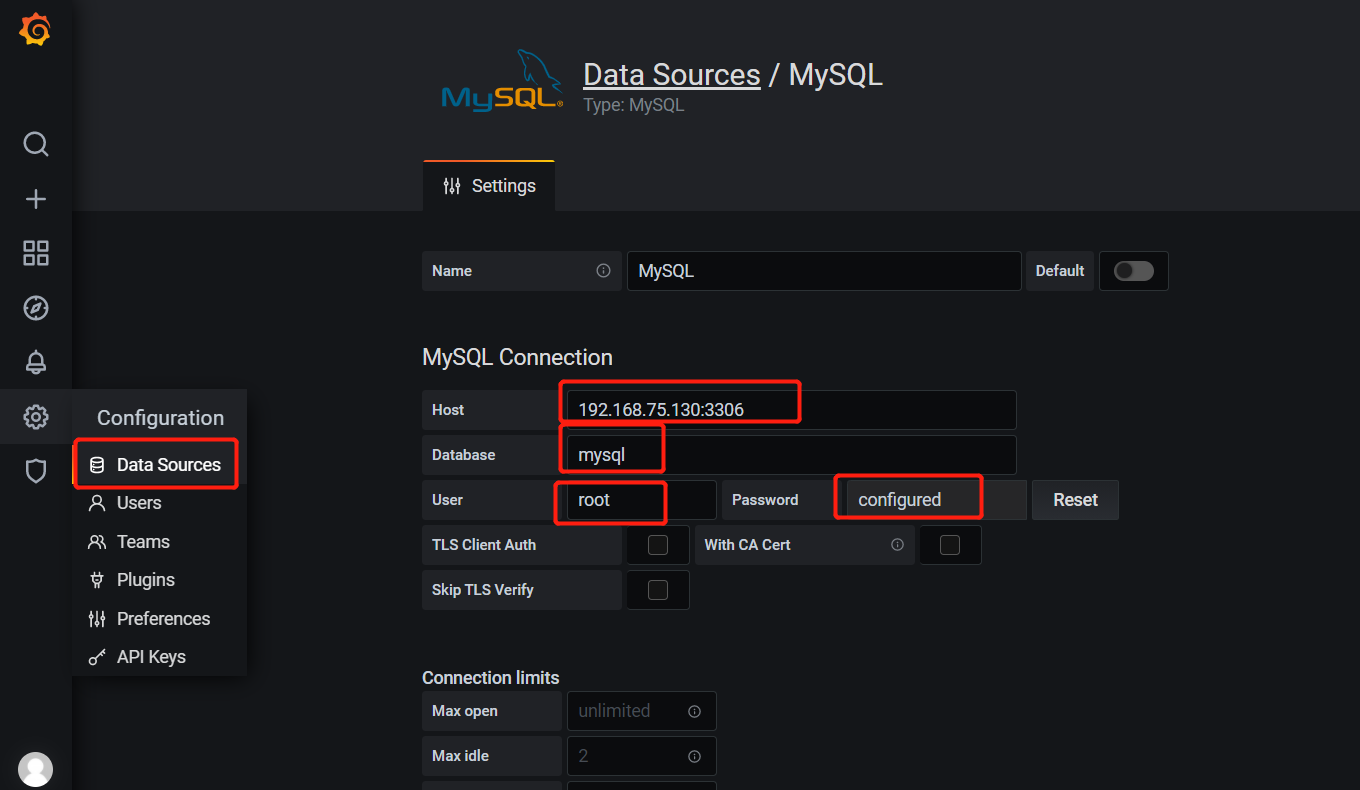 MySQL®
Data Sources / MySQL
Type: MySQL
Settings
Name MySQL Default
MySQL Connection
Host 192.168.75.130:3306
Configuration
Database mysql
Data Sources
User root Password configured Reset
Users
Teams
TLS Client Auth With CA Cert
Plugins
Skip TLS Verify
Preferences
API Keys
Connection limits
Max open unlimited
Max idle 2